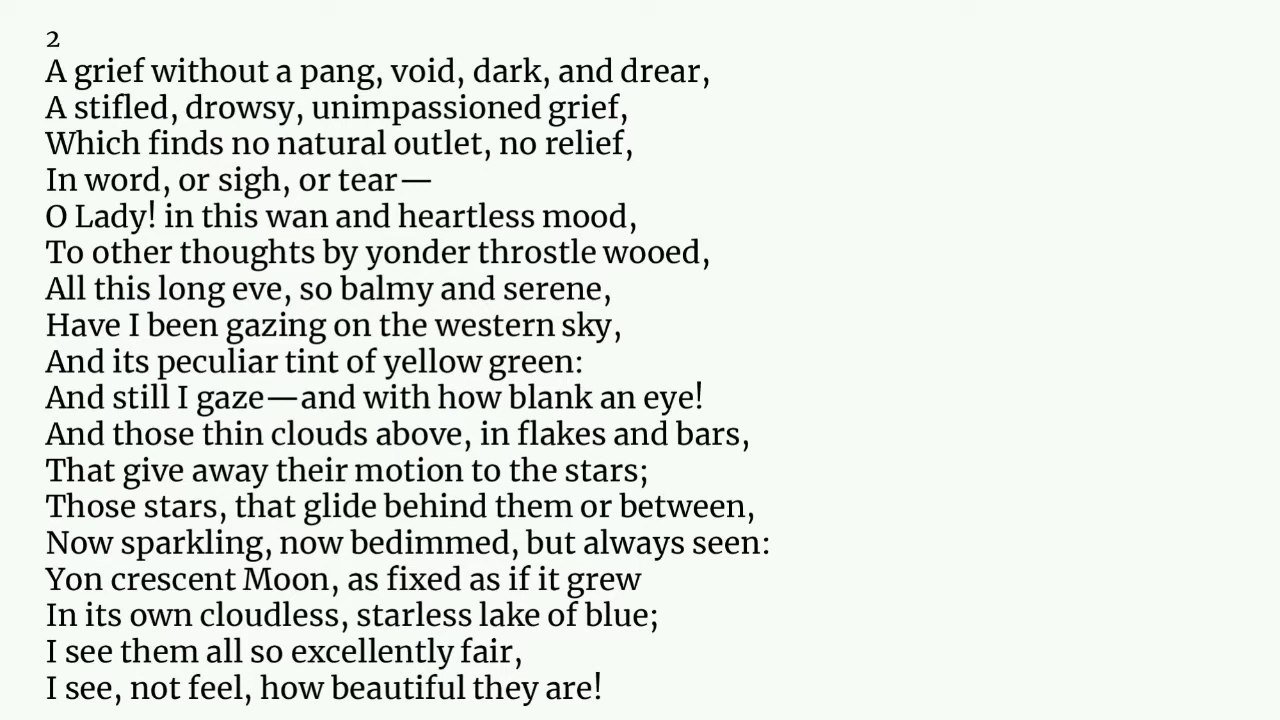 2
A grief without a pang, void, dark, and drear,
A stifled, drowsy, unimpassioned grief,
Which finds no natural outlet, no relief,
In word, or sigh, or tear—
O Lady! in this wan and heartless mood,
To other thoughts by yonder throstle wooed,
All this long eve, so balmy and serene,
Have I been gazing on the western sky,
And its peculiar tint of yellow green:
And still I gaze—and with how blank an eye!
And those thin clouds above, in flakes and bars,
That give away their motion to the stars;
Those stars, that glide behind them or between,
Now sparkling, now bedimmed, but always seen:
Yon crescent Moon, as fixed as if it grew
In its own cloudless, starless lake of blue;
I see them all so excellently fair,
I see, not feel, how beautiful they are!